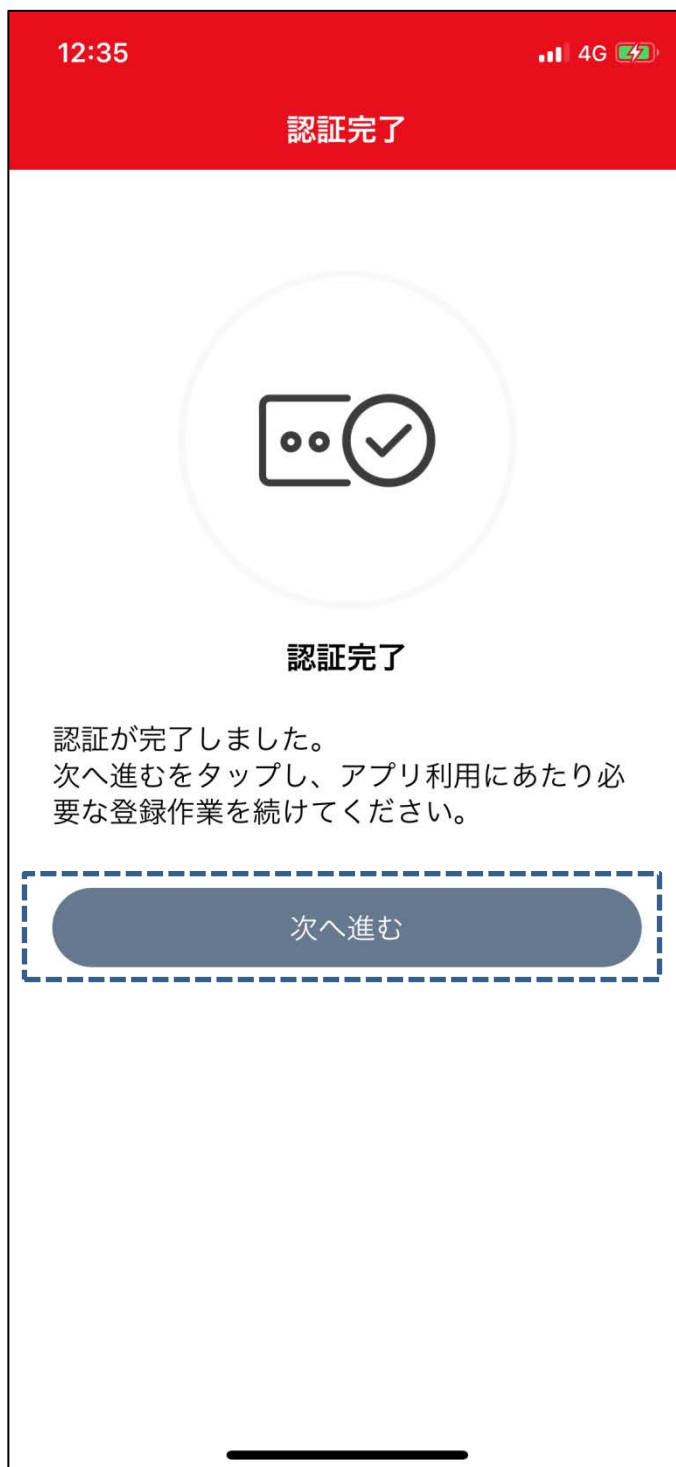 12:35 4G
認証完了
認証完了
認証が完了しました。
次へ進むをタップし、アプリ利用にあたり必
要な登録作業を続けてください。
次へ進む